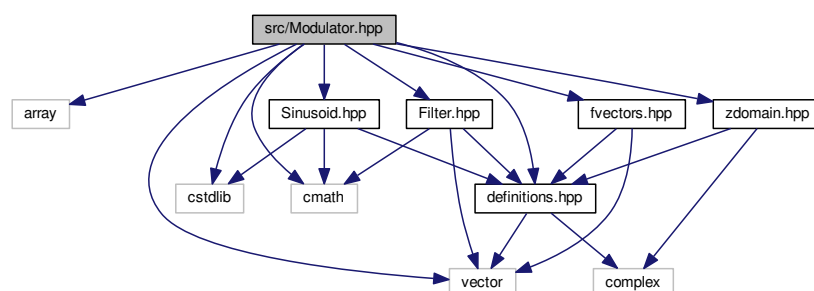 src/Modulator.hpp
array
Sinusoid.hpp
Filter.hpp
fvectors.hpp
zdomain.hpp
cstdlib
cmath
definitions.hpp
vector
complex